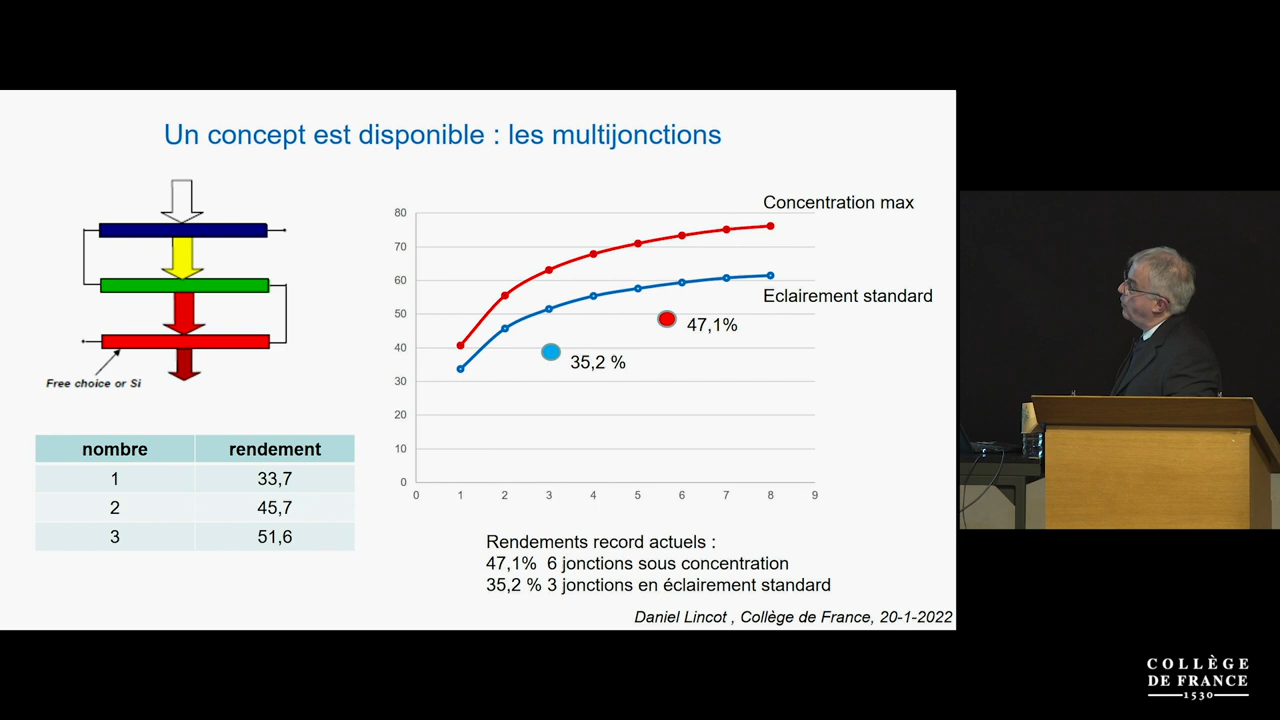 Un concept est disponible : les multijonctions
Free choice or Si
nombre rendement
1 33,7
2 45,7
3 51,6
Concentration max
Eclairement standard
47,1%
35,2 %
80
70
60
50
40
30
20
10
0
0 1 2 3 4 5 6 7 8 9
Rendements record actuels :
47,1% 6 jonctions sous concentration
35,2 % 3 jonctions en éclairement standard
Daniel Lincot , Collège de France, 20-1-2022
COLLÈGE
DE FRANCE
1530